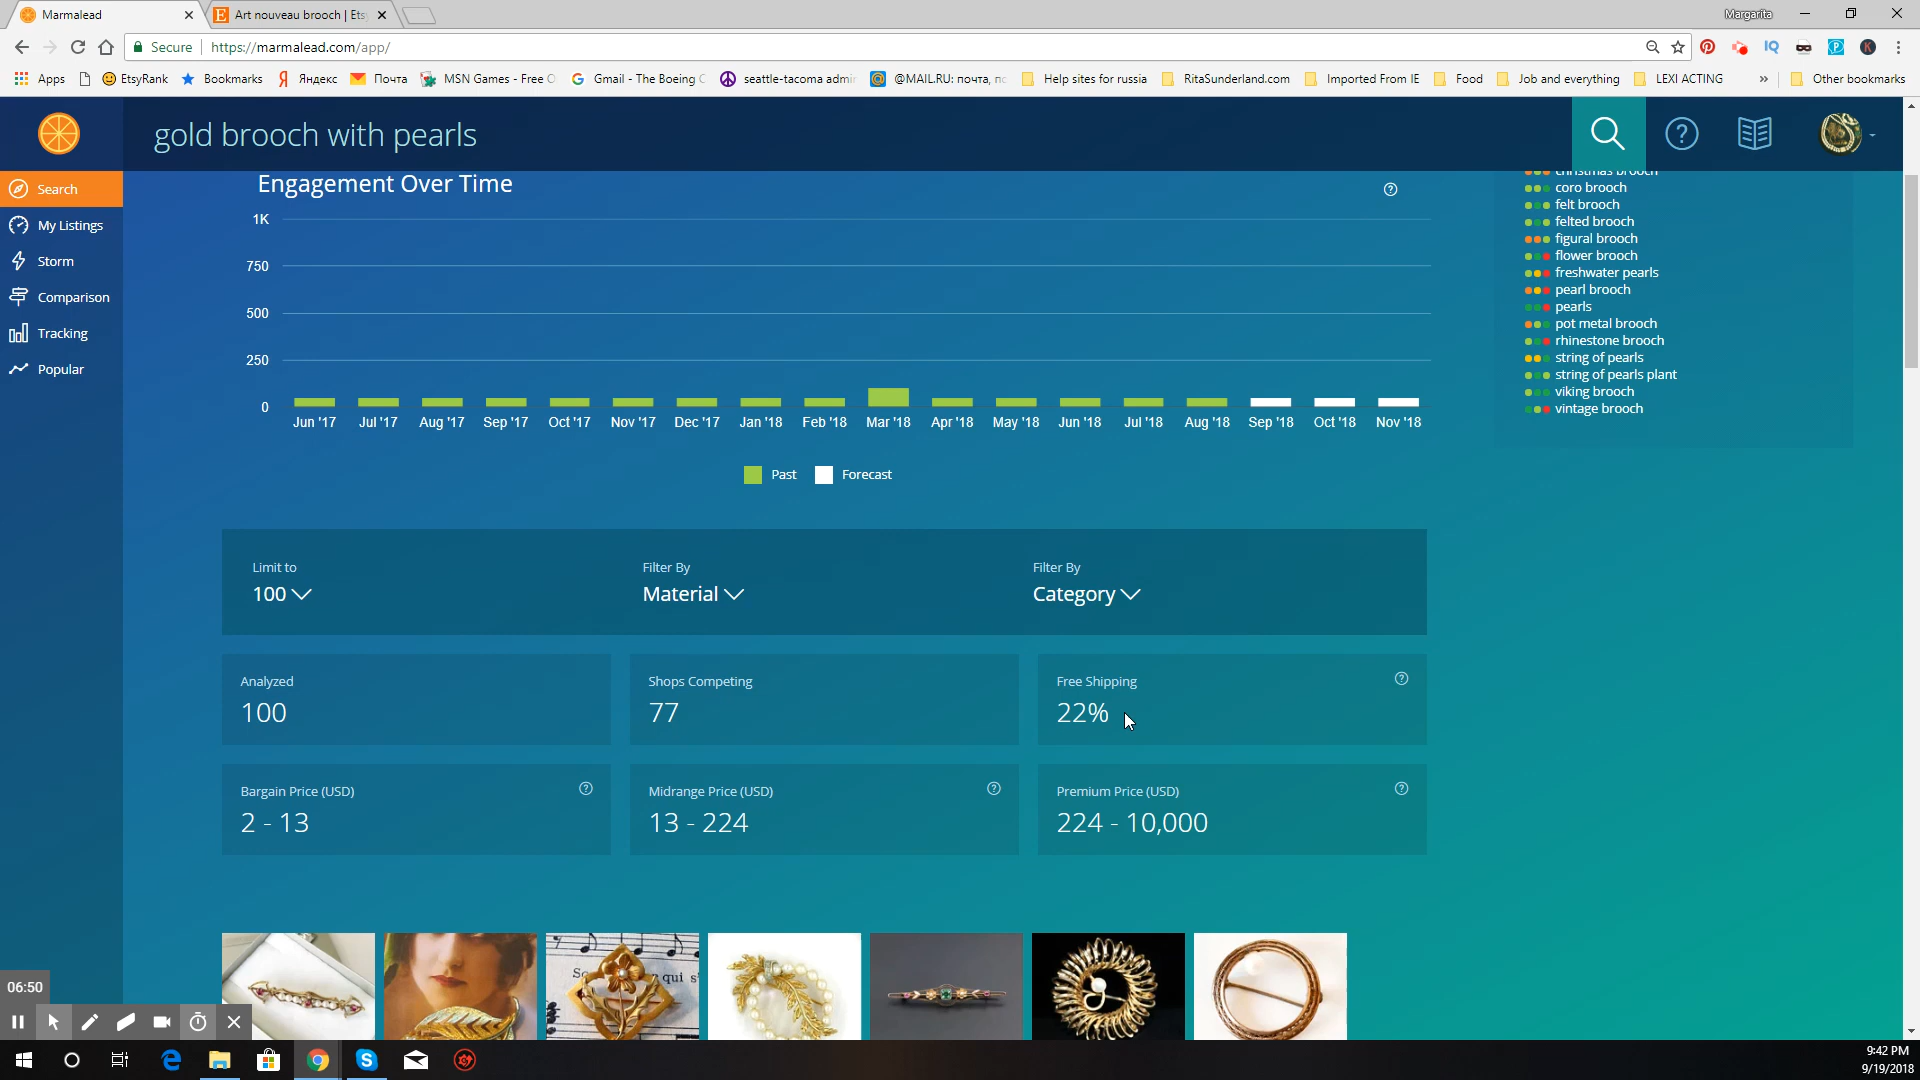 Marmalead
Art nouveau brooch | Ets
Margarita
Secure
https://marmalead.com/app/
Apps
EtsyRank
Bookmarks
Яндекс
Почта
MSN Games - Free O
Gmail - The Boeing C
seattle-tacoma admi
@MAIL.RU: почта, по
Help sites for russia
RitaSunderland.com
Imported From IE
Food
Job and everything
LEXI ACTING
»
Other bookmarks
gold brooch with pearls
Search
My Listings
Storm
Comparison
Tracking
Popular
Engagement Over Time
1K
750
500
250
0
Jun '17 Jul '17 Aug '17 Sep '17 Oct '17 Nov '17 Dec '17 Jan '18 Feb '18 Mar '18 Apr '18 May '18 Jun '18 Jul '18 Aug '18 Sep '18 Oct '18 Nov '18
Past Forecast
christmas brooch
coro brooch
felt brooch
felted brooch
figural brooch
flower brooch
freshwater pearls
pearl brooch
pearls
pot metal brooch
rhinestone brooch
string of pearls
string of pearls plant
viking brooch
vintage brooch
Limit to
100
Filter By
Material
Filter By
Category
Analyzed
100
Shops Competing
77
Free Shipping
22%
Bargain Price (USD)
2 - 13
Midrange Price (USD)
13 - 224
Premium Price (USD)
224 - 10,000
qui s'
06:50
9:42 PM
9/19/2018